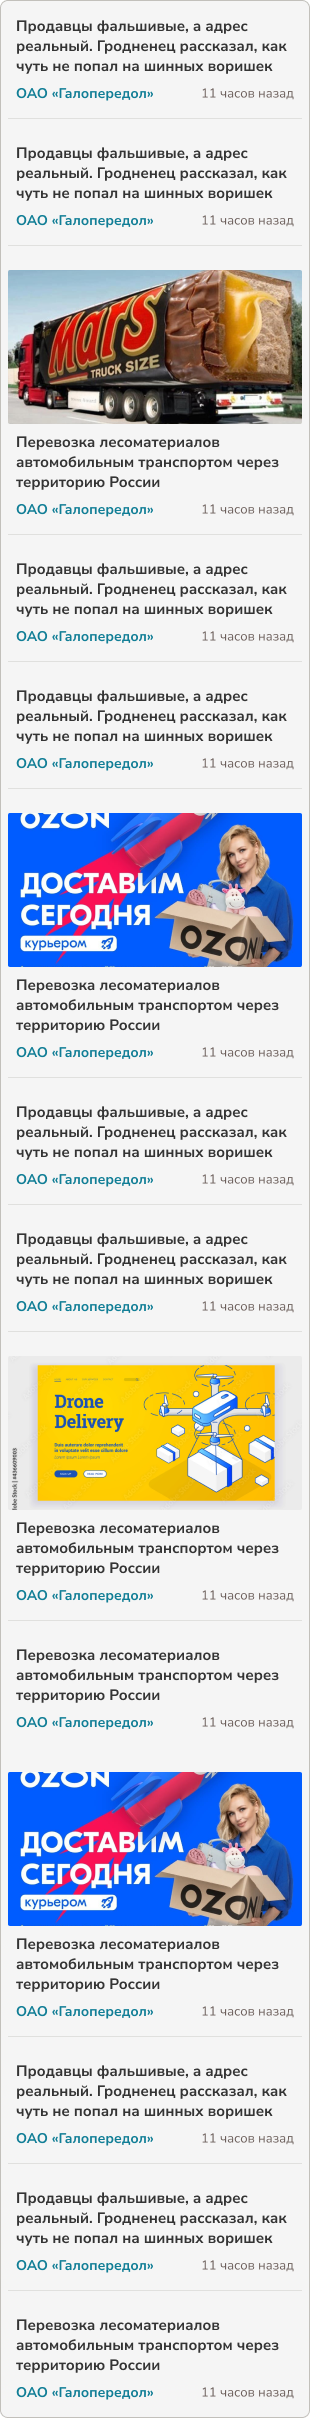 Продавцы фальшивые, а адрес
реальный. Гродненец рассказал, как
чуть не попал на шинных воришек
ОАО «Галопередол» 11 часов назад
Продавцы фальшивые, а адрес
реальный. Гродненец рассказал, как
чуть не попал на шинных воришек
ОАО «Галопередол» 11 часов назад
Mars
TRUCK SIZE
Перевозка лесоматериалов
автомобильным транспортом через
территорию России
ОАО «Галопередол» 11 часов назад
Продавцы фальшивые, а адрес
реальный. Гродненец рассказал, как
чуть не попал на шинных воришек
ОАО «Галопередол» 11 часов назад
Продавцы фальшивые, а адрес
реальный. Гродненец рассказал, как
чуть не попал на шинных воришек
ОАО «Галопередол» 11 часов назад
OZON
ДОСТАВИМ
СЕГОДНЯ
курьером
OZON
Перевозка лесоматериалов
автомобильным транспортом через
территорию России
ОАО «Галопередол» 11 часов назад
Продавцы фальшивые, а адрес
реальный. Гродненец рассказал, как
чуть не попал на шинных воришек
ОАО «Галопередол» 11 часов назад
Продавцы фальшивые, а адрес
реальный. Гродненец рассказал, как
чуть не попал на шинных воришек
ОАО «Галопередол» 11 часов назад
Drone
Delivery
Duis autem dolor reprehenderit
in voluptate velit esse cillum dolore
Перевозка лесоматериалов
автомобильным транспортом через
территорию России
ОАО «Галопередол» 11 часов назад
Перевозка лесоматериалов
автомобильным транспортом через
территорию России
ОАО «Галопередол» 11 часов назад
OZON
ДОСТАВИМ
СЕГОДНЯ
курьером
OZON
Перевозка лесоматериалов
автомобильным транспортом через
территорию России
ОАО «Галопередол» 11 часов назад
Продавцы фальшивые, а адрес
реальный. Гродненец рассказал, как
чуть не попал на шинных воришек
ОАО «Галопередол» 11 часов назад
Продавцы фальшивые, а адрес
реальный. Гродненец рассказал, как
чуть не попал на шинных воришек
ОАО «Галопередол» 11 часов назад
Перевозка лесоматериалов
автомобильным транспортом через
территорию России
ОАО «Галопередол» 11 часов назад